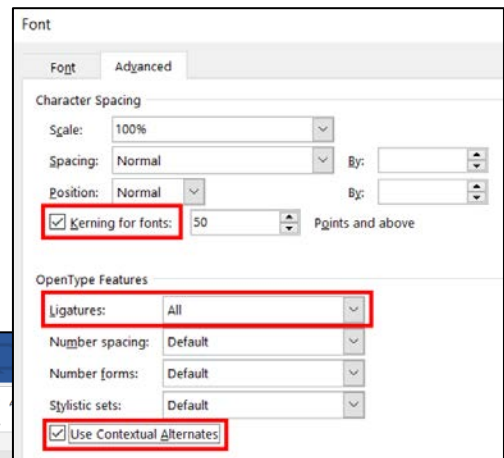 Font
Font Advanced
Character Spacing
Scale: 100%
Spacing: Normal By:
Position: Normal By:
Kerning for fonts: 50 Points and above
OpenType Features
Ligatures: All
Number spacing: Default
Number forms: Default
Stylistic sets: Default
Use Contextual Alternates